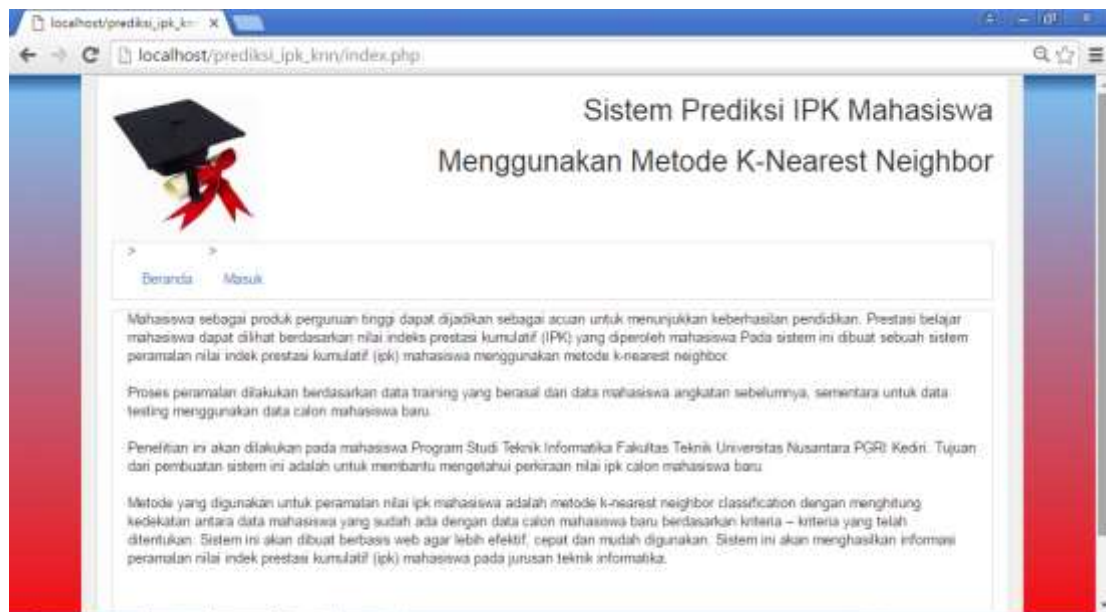 localhost/prediksi_ipk_kn
localhost/prediksi_ipk_knn/index.php
Sistem Prediksi IPK Mahasiswa
Menggunakan Metode K-Nearest Neighbor
> >
Beranda Masuk
Mahasiswa sebagai produk perguruan tinggi dapat dijadikan sebagai acuan untuk menunjukkan keberhasilan pendidikan. Prestasi belajar
mahasiswa dapat dilihat berdasarkan nilai indeks prestasi kumulatif (IPK) yang diperoleh mahasiswa Pada sistem ini dibuat sebuah sistem
peramalan nilai indek prestasi kumulatif (ipk) mahasiswa menggunakan metode k-nearest neighbor.
Proses peramalan dilakukan berdasarkan data training yang berasal dari data mahasiswa angkatan sebelumnya, sementara untuk data
testing menggunakan data calon mahasiswa baru.
Penelitian ini akan dilakukan pada mahasiswa Program Studi Teknik Informatika Fakultas Teknik Universitas Nusantara PGRI Kediri. Tujuan
dari pembuatan sistem ini adalah untuk membantu mengetahui perkiraan nilai ipk calon mahasiswa baru
Metode yang digunakan untuk peramalan nilai ipk mahasiswa adalah metode k-nearest neighbor classification dengan menghitung
kedekatan antara data mahasiswa yang sudah ada dengan data calon mahasiswa baru berdasarkan kriteria – kriteria yang telah
ditentukan. Sistem ini akan dibuat berbasis web agar lebih efektif, cepat dan mudah digunakan. Sistem ini akan menghasilkan informasi
peramalan nilai indek prestasi kumulatif (ipk) mahasiswa pada jurusan teknik informatika.